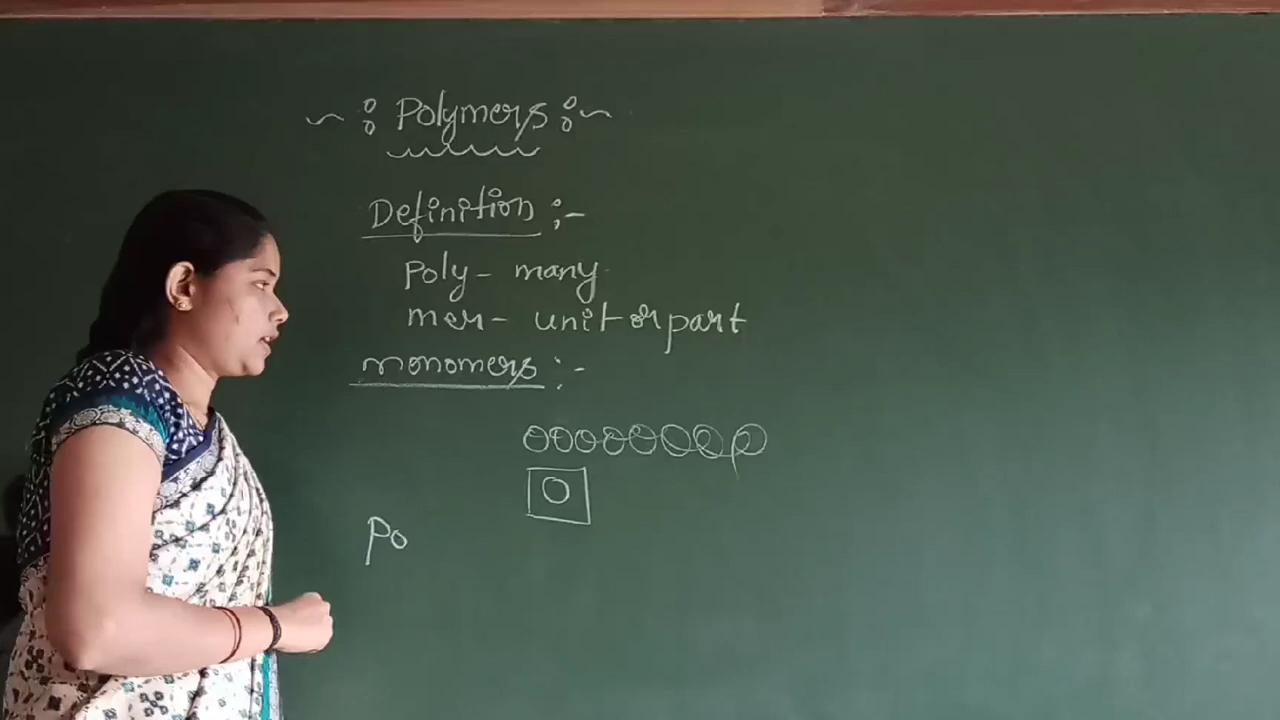 ~ : Polymers : ~
Definition :-
Poly - many
mer - unit or part
monomers :-
Po